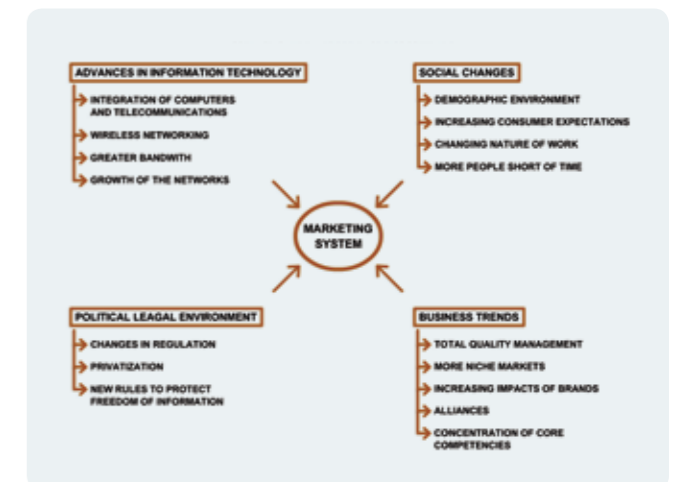 ADVANCES IN INFORMATION TECHNOLOGY
INTEGRATION OF COMPUTERS
AND TELECOMMUNICATIONS
WIRELESS NETWORKING
GREATER BANDWITH
GROWTH OF THE NETWORKS
SOCIAL CHANGES
DEMOGRAPHIC ENVIRONMENT
INCREASING CONSUMER EXPECTATIONS
CHANGING NATURE OF WORK
MORE PEOPLE SHORT OF TIME
MARKETING
SYSTEM
POLITICAL LEAGAL ENVIRONMENT
CHANGES IN REGULATION
PRIVATIZATION
NEW RULES TO PROTECT
FREEDOM OF INFORMATION
BUSINESS TRENDS
TOTAL QUALITY MANAGEMENT
MORE NICHE MARKETS
INCREASING IMPACTS OF BRANDS
ALLIANCES
CONCENTRATION OF CORE
COMPETENCIES